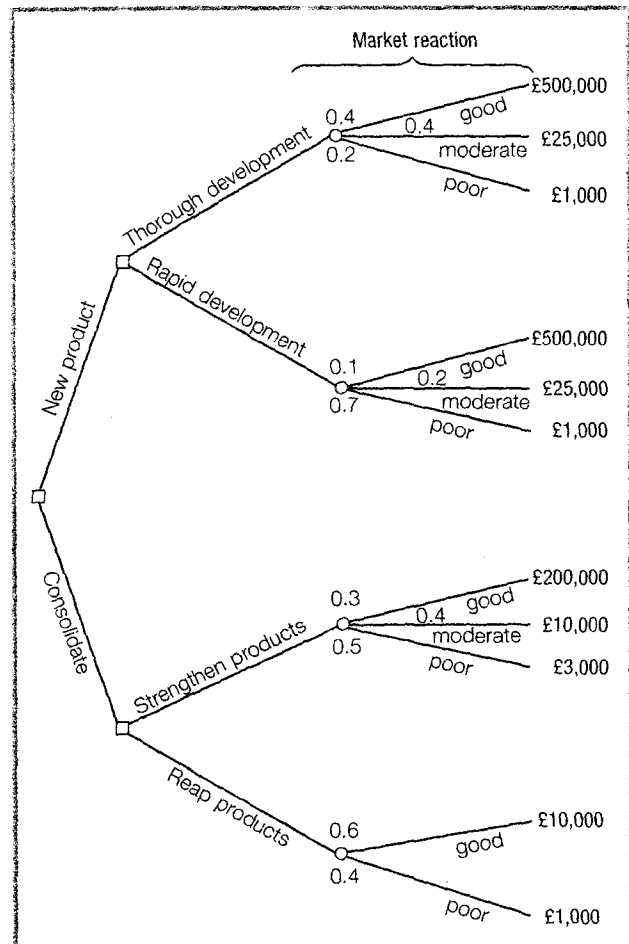 Market reaction
Thorough development
0.4
0.4
0.2
good
£500,000
moderate
£25,000
poor
£1,000
New product
Rapid development
0.1
0.2
0.7
good
£500,000
moderate
£25,000
poor
£1,000
Consolidate
Strengthen products
0.3
0.4
0.5
good
£200,000
moderate
£10,000
poor
£3,000
Reap products
0.6
0.4
good
£10,000
poor
£1,000